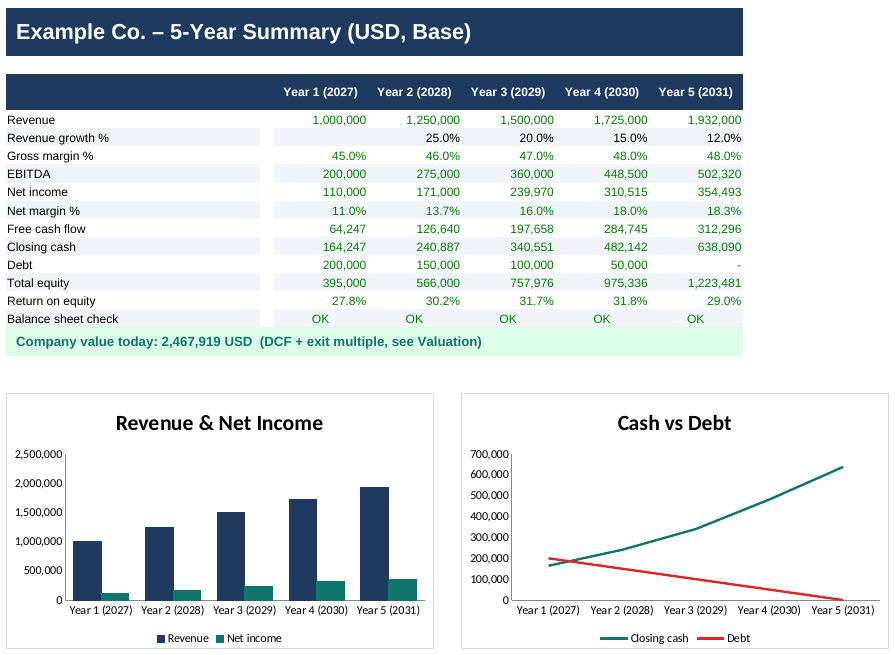 Example Co. – 5-Year Summary (USD, Base)
Year 1 (2027) Year 2 (2028) Year 3 (2029) Year 4 (2030) Year 5 (2031)
Revenue 1,000,000 1,250,000 1,500,000 1,725,000 1,932,000
Revenue growth % 25.0% 20.0% 15.0% 12.0%
Gross margin % 45.0% 46.0% 47.0% 48.0% 48.0%
EBITDA 200,000 275,000 360,000 448,500 502,320
Net income 110,000 171,000 239,970 310,515 354,493
Net margin % 11.0% 13.7% 16.0% 18.0% 18.3%
Free cash flow 64,247 126,640 197,658 284,745 312,296
Closing cash 164,247 240,887 340,551 482,142 638,090
Debt 200,000 150,000 100,000 50,000 -
Total equity 395,000 566,000 757,976 975,336 1,223,481
Return on equity 27.8% 30.2% 31.7% 31.8% 29.0%
Balance sheet check OK OK OK OK OK
Company value today: 2,467,919 USD (DCF + exit multiple, see Valuation)
Revenue & Net Income
2,500,000
2,000,000
1,500,000
1,000,000
500,000
0
Year 1 (2027) Year 2 (2028) Year 3 (2029) Year 4 (2030) Year 5 (2031)
Revenue Net income
Cash vs Debt
700,000
600,000
500,000
400,000
300,000
200,000
100,000
0
Year 1 (2027) Year 2 (2028) Year 3 (2029) Year 4 (2030) Year 5 (2031)
Closing cash Debt